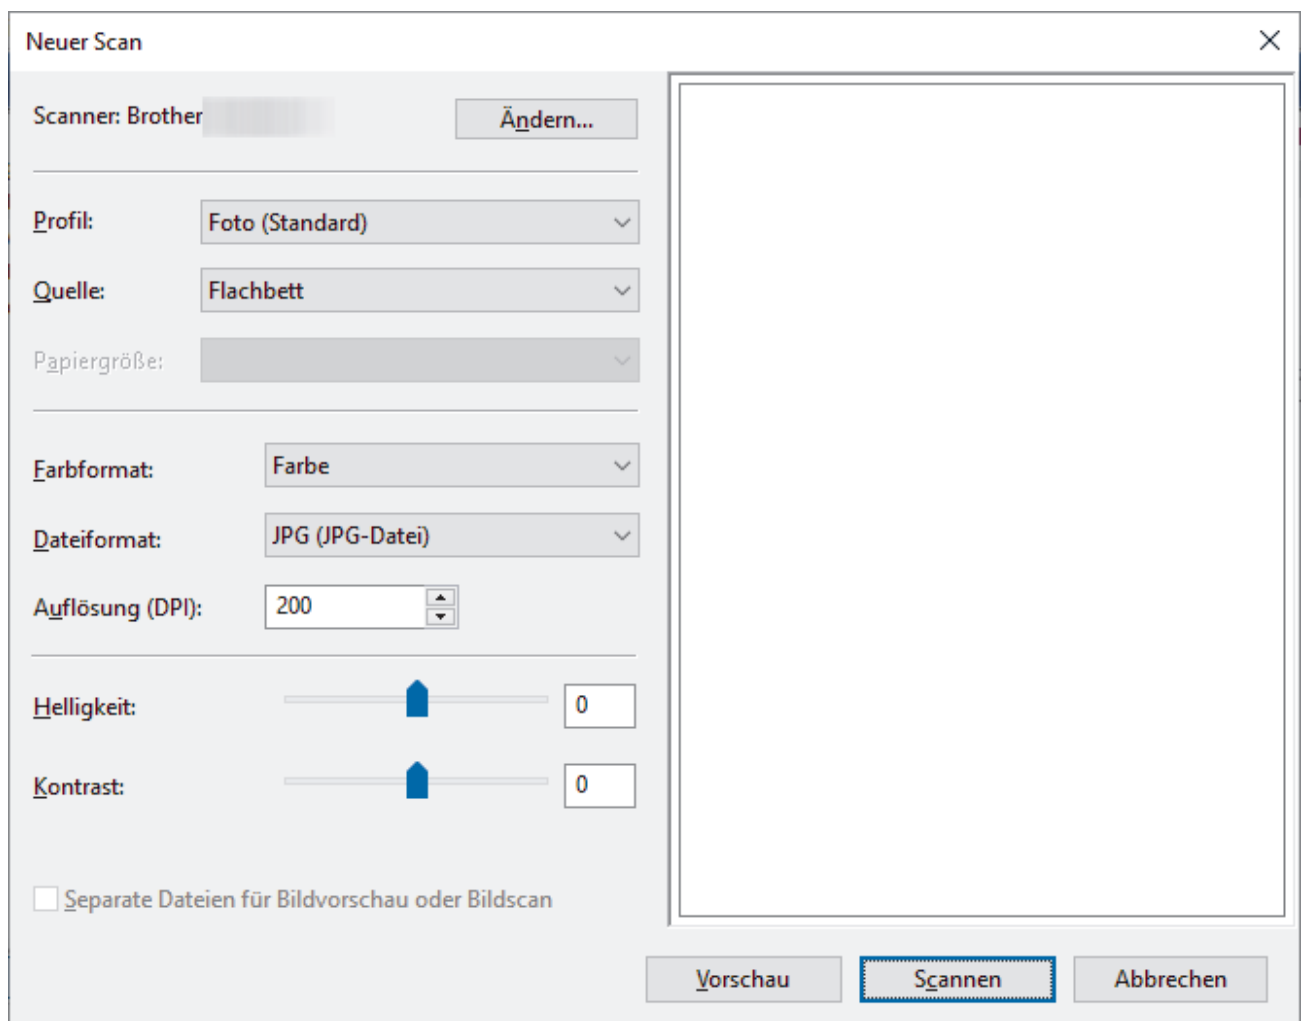 Neuer Scan
Scanner: Brother
Ändern...
Profil: Foto (Standard)
Quelle: Flachbett
Papiergröße:
Farbformat: Farbe
Dateiformat: JPG (JPG-Datei)
Auflösung (DPI): 200
Helligkeit: 0
Kontrast: 0
Separate Dateien für Bildvorschau oder Bildscan
Vorschau Scannen Abbrechen